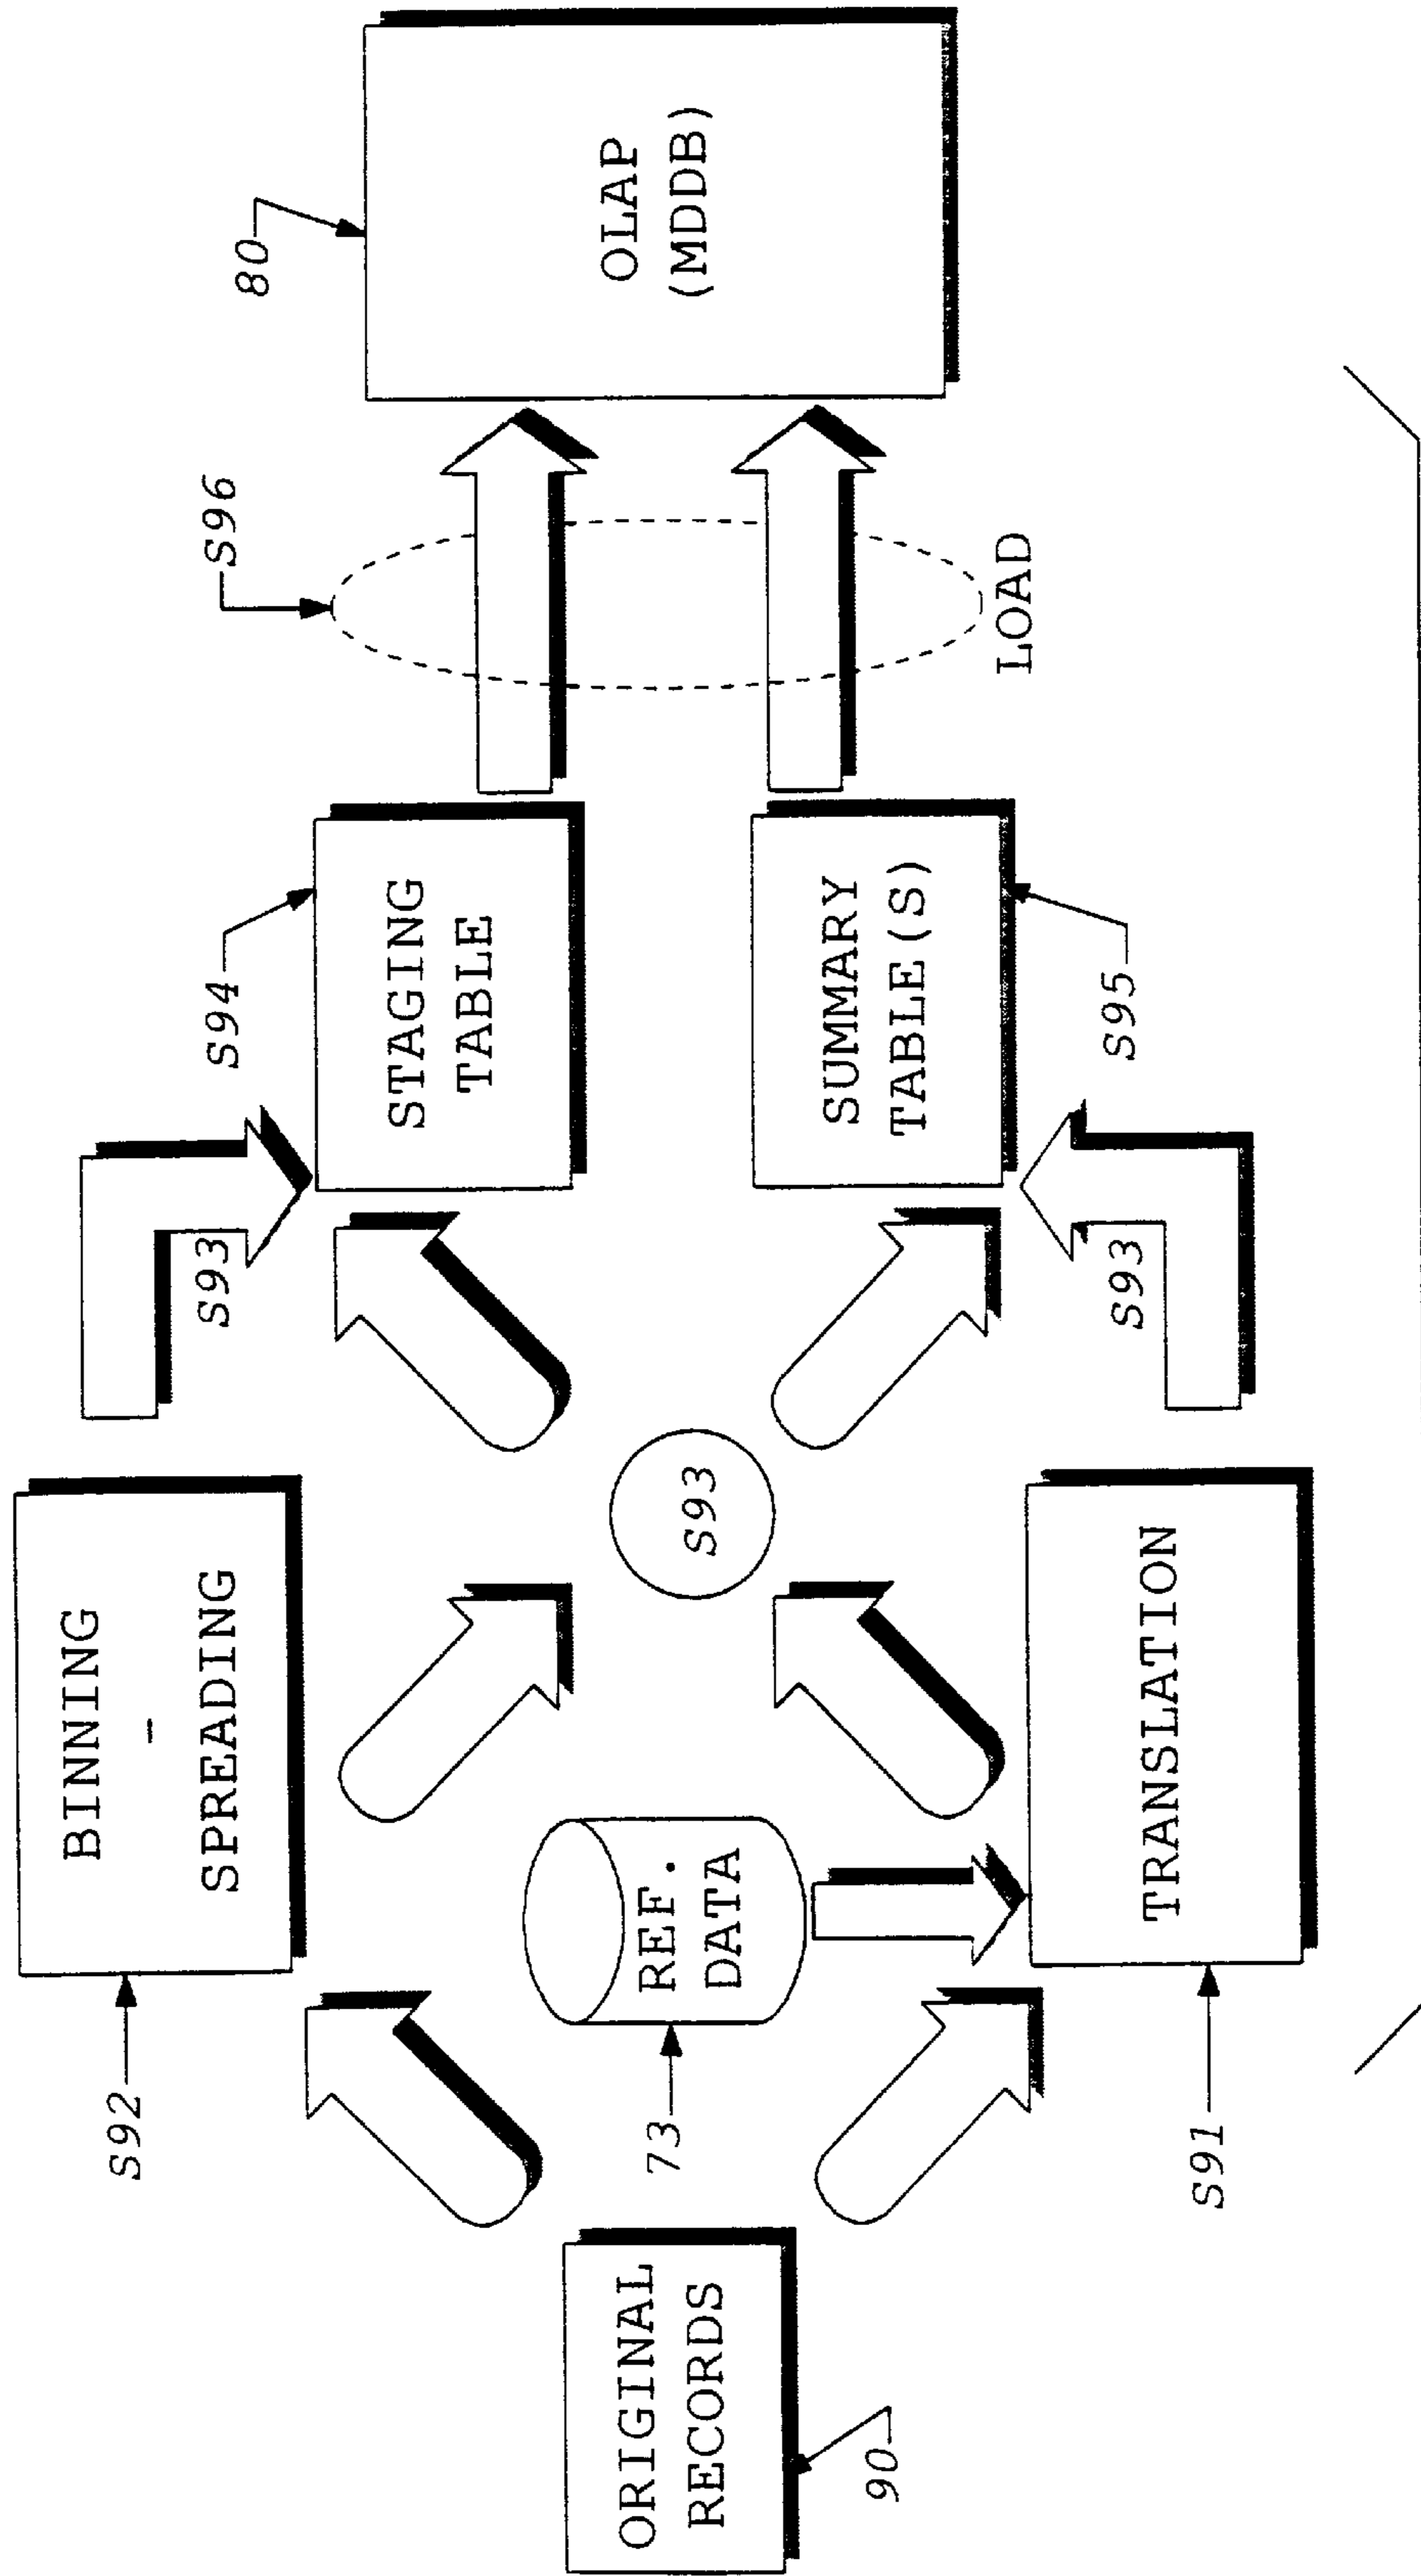 S92
BINNING
-
SPREADING
S93
S94
STAGING
TABLE
S96
80
OLAP
(MDDB)
ORIGINAL
RECORDS
90
73
REF.
DATA
S93
LOAD
S91
TRANSLATION
S93
SUMMARY
TABLE(S)
S95